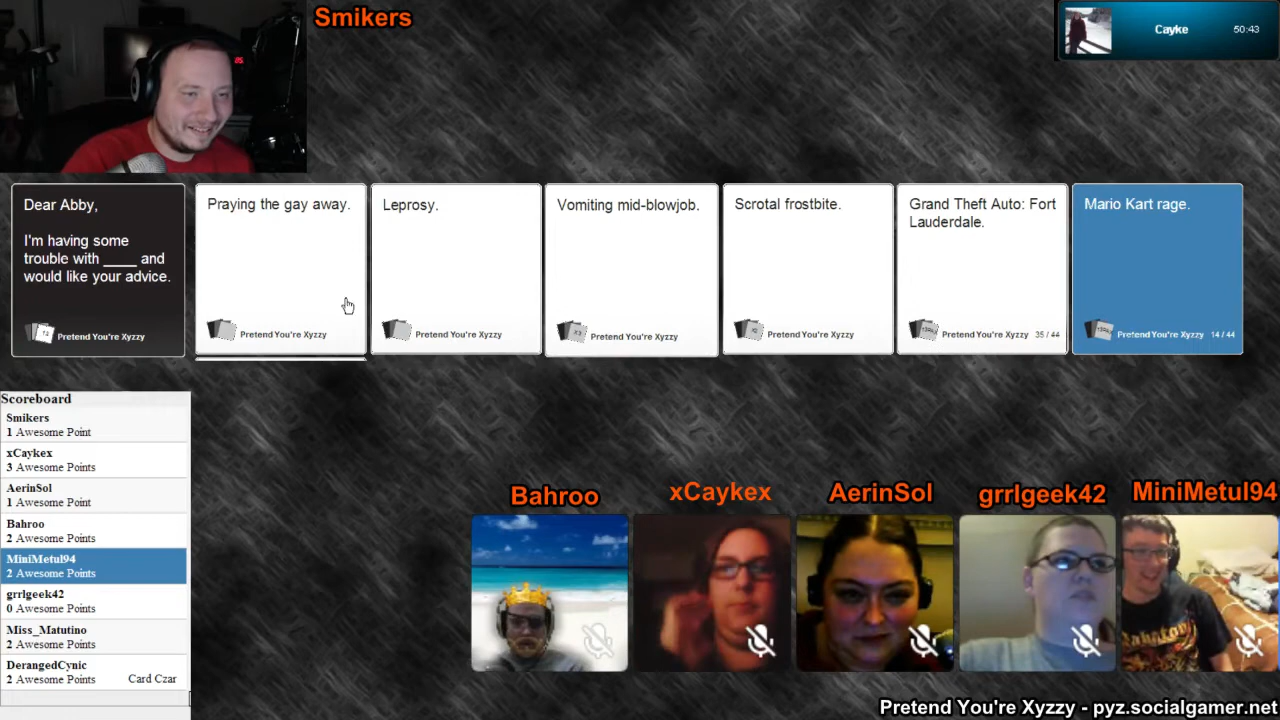 Smikers
Cayke
50:43
Dear Abby,
I'm having some
trouble with ____ and
would like your advice.
Pretend You're Xyzzy
Praying the gay away.
Pretend You're Xyzzy
Leprosy.
Pretend You're Xyzzy
Vomiting mid-blowjob.
Pretend You're Xyzzy
Scrotal frostbite.
Pretend You're Xyzzy
Grand Theft Auto: Fort
Lauderdale.
Pretend You're Xyzzy 35 / 44
Mario Kart rage.
Pretend You're Xyzzy 14 / 44
Scoreboard
Smikers
1 Awesome Point
xCaykex
3 Awesome Points
AerinSol
1 Awesome Point
Bahroo
2 Awesome Points
MiniMetul94
2 Awesome Points
grrlgeek42
0 Awesome Points
Miss_Matutino
2 Awesome Points
DerangedCynic
2 Awesome Points Card Czar
Bahroo
xCaykex
AerinSol
grrlgeek42
MiniMetul94
Pretend You're Xyzzy - pyz.socialgamer.net